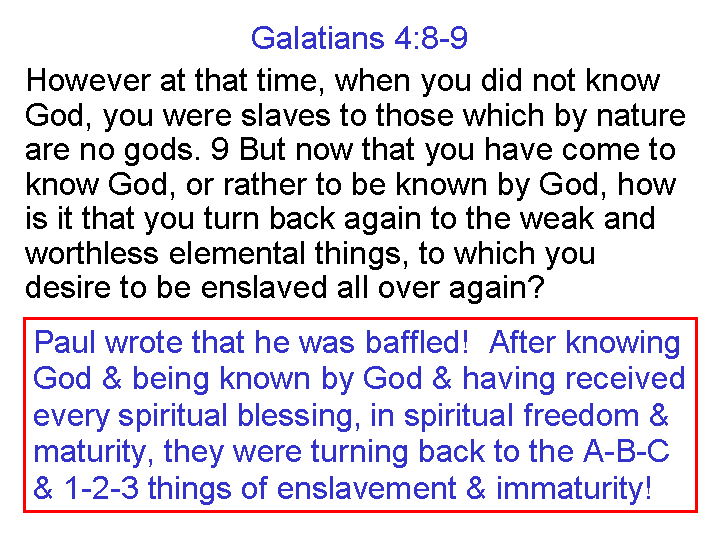 Galatians 4:8-9
However at that time, when you did not know
God, you were slaves to those which by nature
are no gods. 9 But now that you have come to
know God, or rather to be known by God, how
is it that you turn back again to the weak and
worthless elemental things, to which you
desire to be enslaved all over again?
Paul wrote that he was baffled!  After knowing
God & being known by God & having received
every spiritual blessing, in spiritual freedom &
maturity, they were turning back to the A-B-C
& 1-2-3 things of enslavement & immaturity!